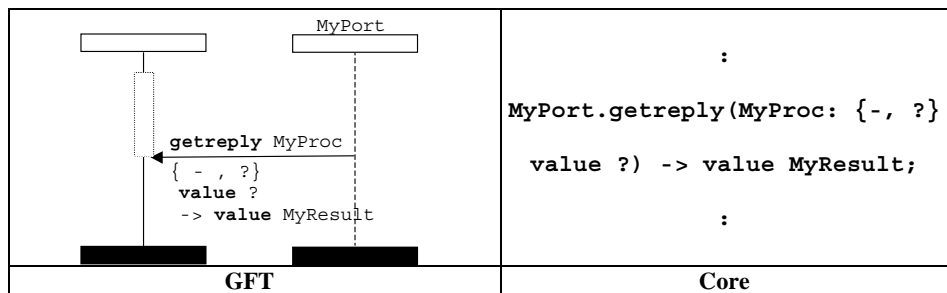 MyPort
getreply MyProc
{ - , ?}
value ?
-> value MyResult
:
MyPort.getreply(MyProc: {-, ?}
value ?) -> value MyResult;
:
GFT
Core